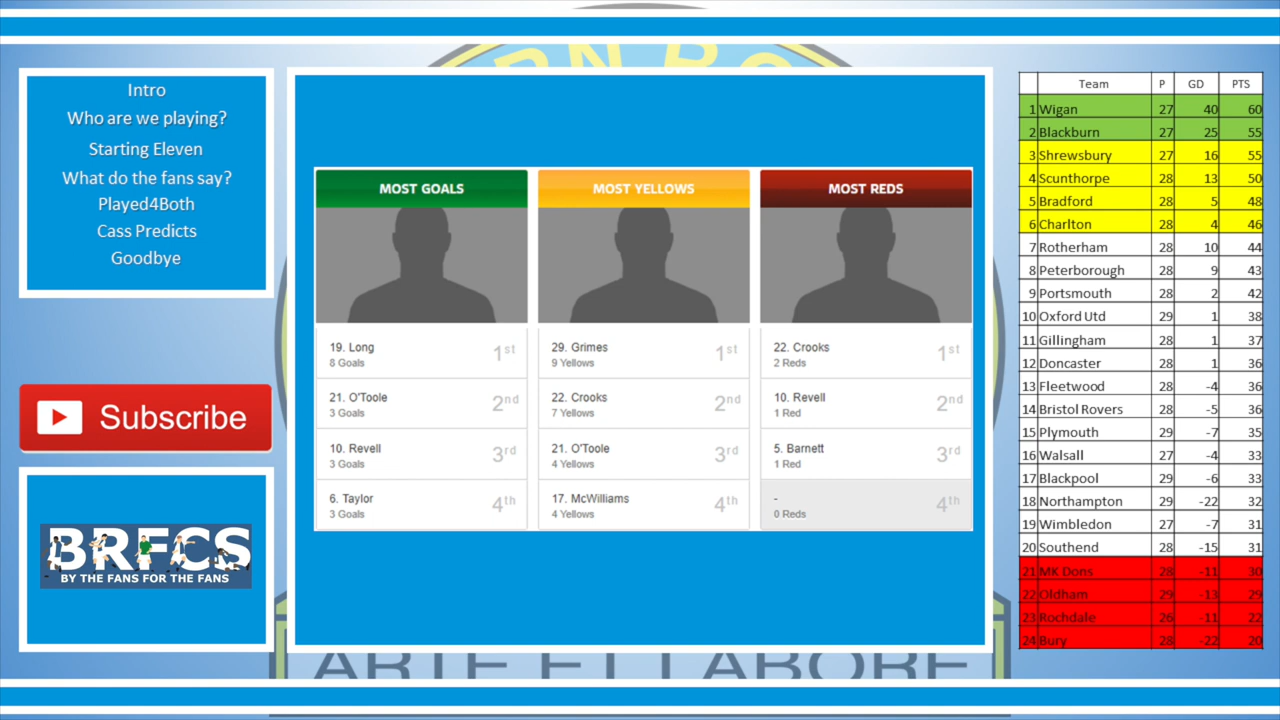 RN RO
Intro
Who are we playing?
Starting Eleven
What do the fans say?
Played4Both
Cass Predicts
Goodbye
Subscribe
BRFCS
BY THE FANS FOR THE FANS
MOST GOALS
19. Long
8 Goals
1st
21. O'Toole
3 Goals
2nd
10. Revell
3 Goals
3rd
6. Taylor
3 Goals
4th
MOST YELLOWS
29. Grimes
9 Yellows
1st
22. Crooks
7 Yellows
2nd
21. O'Toole
4 Yellows
3rd
17. McWilliams
4 Yellows
4th
MOST REDS
22. Crooks
2 Reds
1st
10. Revell
1 Red
2nd
5. Barnett
1 Red
3rd
-
0 Reds
4th
Team P GD PTS
1 Wigan 27 40 60
2 Blackburn 27 25 55
3 Shrewsbury 27 16 55
4 Scunthorpe 28 13 50
5 Bradford 28 5 48
6 Charlton 28 4 46
7 Rotherham 28 10 44
8 Peterborough 28 9 43
9 Portsmouth 28 2 42
10 Oxford Utd 29 1 38
11 Gillingham 28 1 37
12 Doncaster 28 1 36
13 Fleetwood 28 -4 36
14 Bristol Rovers 28 -5 36
15 Plymouth 29 -7 35
16 Walsall 27 -4 33
17 Blackpool 29 -6 33
18 Northampton 29 -22 32
19 Wimbledon 27 -7 31
20 Southend 28 -15 31
21 MK Dons 28 -11 30
22 Oldham 29 -13 29
23 Rochdale 26 -11 22
24 Bury 28 -22 20
ARTE ET LABORE